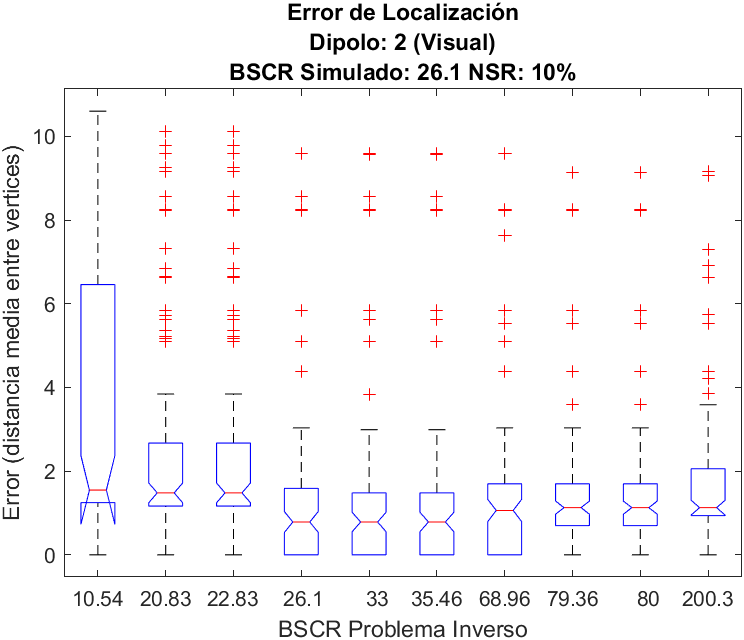 Error de Localización
Dipolo: 2 (Visual)
BSCR Simulado: 26.1 NSR: 10%
Error (distancia media entre vertices)
10
8
6
4
2
0
10.54 20.83 22.83 26.1 33 35.46 68.96 79.36 80 200.3
BSCR Problema Inverso